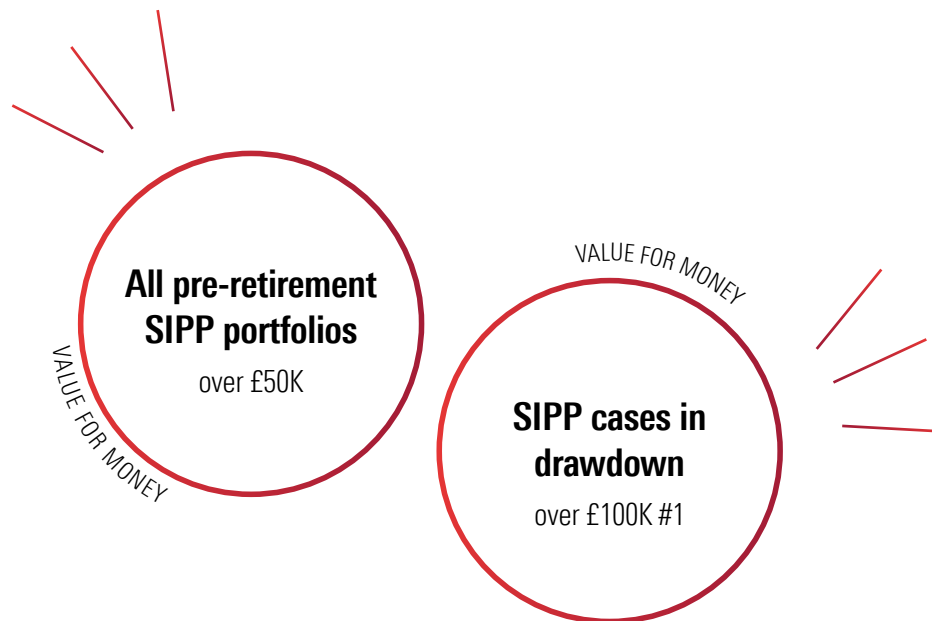 All pre-retirement
SIPP portfolios
over £50K
VALUE FOR MONEY
VALUE FOR MONEY
SIPP cases in
drawdown
over £100K #1